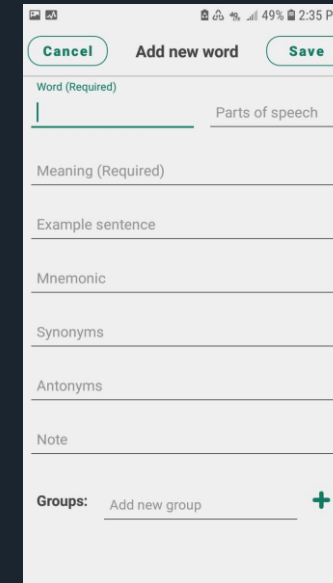 49% 2:35 P
Cancel Add new word Save
Word (Required)
Parts of speech
Meaning (Required)
Example sentence
Mnemonic
Synonyms
Antonyms
Note
Groups: Add new group